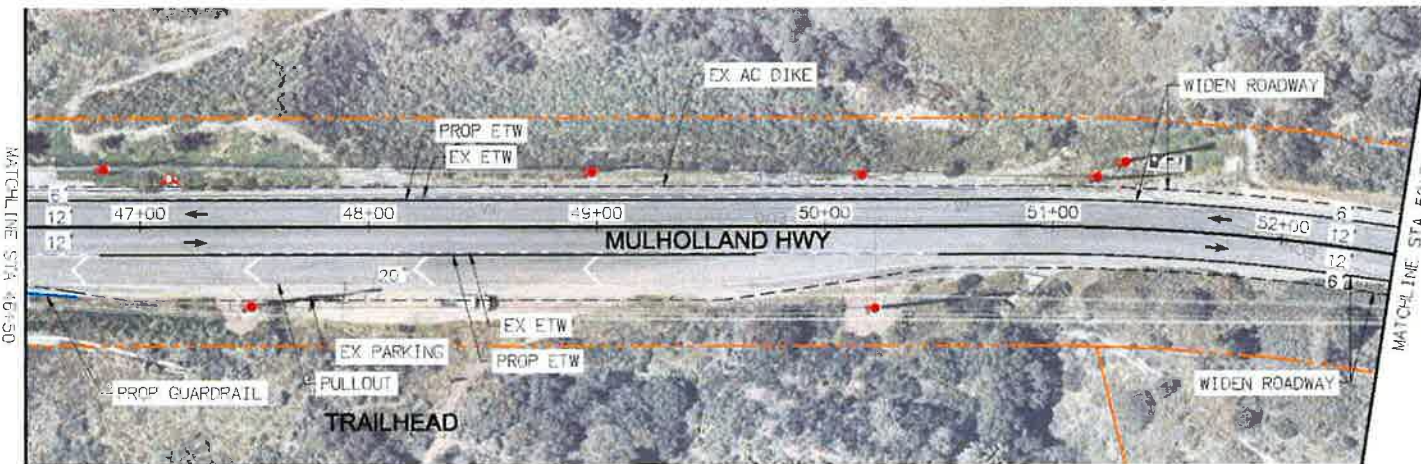 EX AC DIKE
WIDEN ROADWAY
PROP ETW
EX ETW
MATCHLINE STA 46+50
6'
12'
12'
47+00
48+00
49+00
50+00
51+00
52+00
6'
12'
12'
6'
MULHOLLAND HWY
20'
EX ETW
PROP ETW
EX PARKING
PULLOUT
PROP GUARDRAIL
WIDEN ROADWAY
TRAILHEAD
MATCHLINE STA